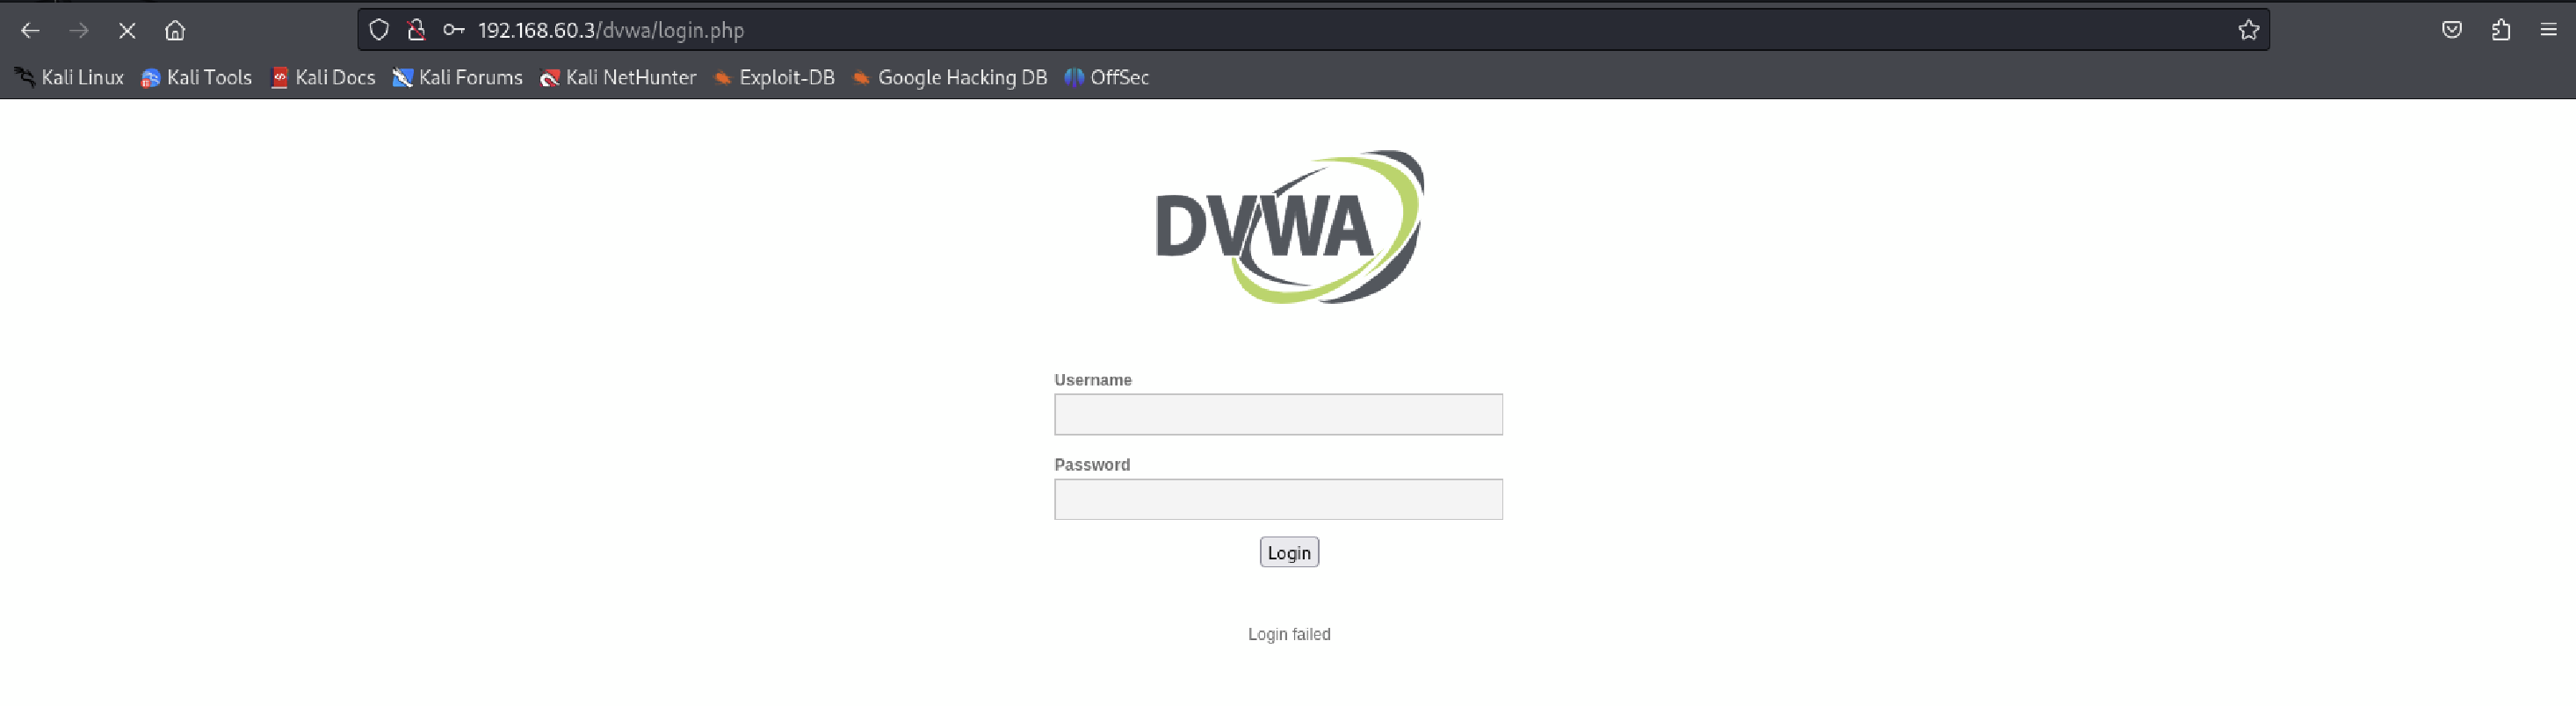 192.168.60.3/dvwa/login.php
Kali Linux Kali Tools Kali Docs Kali Forums Kali NetHunter Exploit-DB Google Hacking DB OffSec
DVWA
Username
Password
Login
Login failed